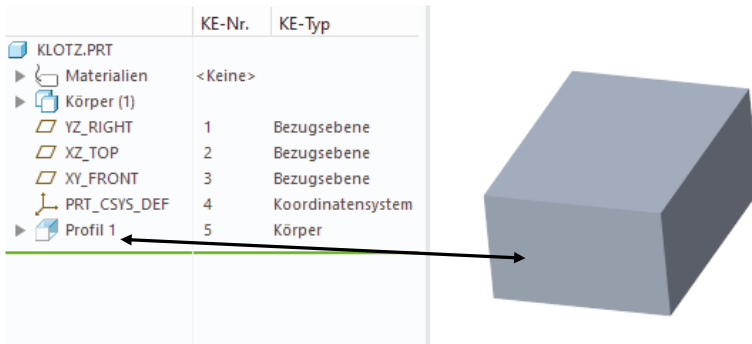 KE-Nr. KE-Typ
KLOTZ.PRT
Materialien <Keine>
Körper (1)
YZ_RIGHT 1 Bezugsebene
XZ_TOP 2 Bezugsebene
XY_FRONT 3 Bezugsebene
PRT_CSYS_DEF 4 Koordinatensystem
Profil 1 5 Körper